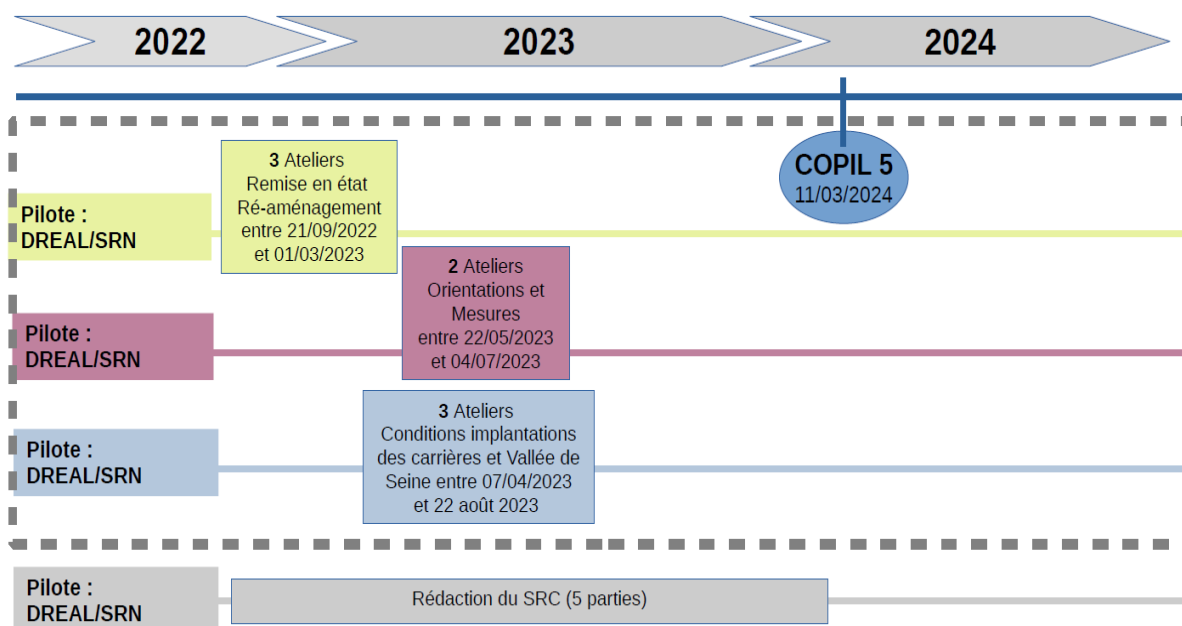 2022
2023
2024
COPIL 5
11/03/2024
Pilote :
DREAL/SRN
3 Ateliers
Remise en état
Ré-aménagement
entre 21/09/2022
et 01/03/2023
Pilote :
DREAL/SRN
2 Ateliers
Orientations et
Mesures
entre 22/05/2023
et 04/07/2023
Pilote :
DREAL/SRN
3 Ateliers
Conditions implantations
des carrières et Vallée de
Seine entre 07/04/2023
et 22 août 2023
Pilote :
DREAL/SRN
Rédaction du SRC (5 parties)